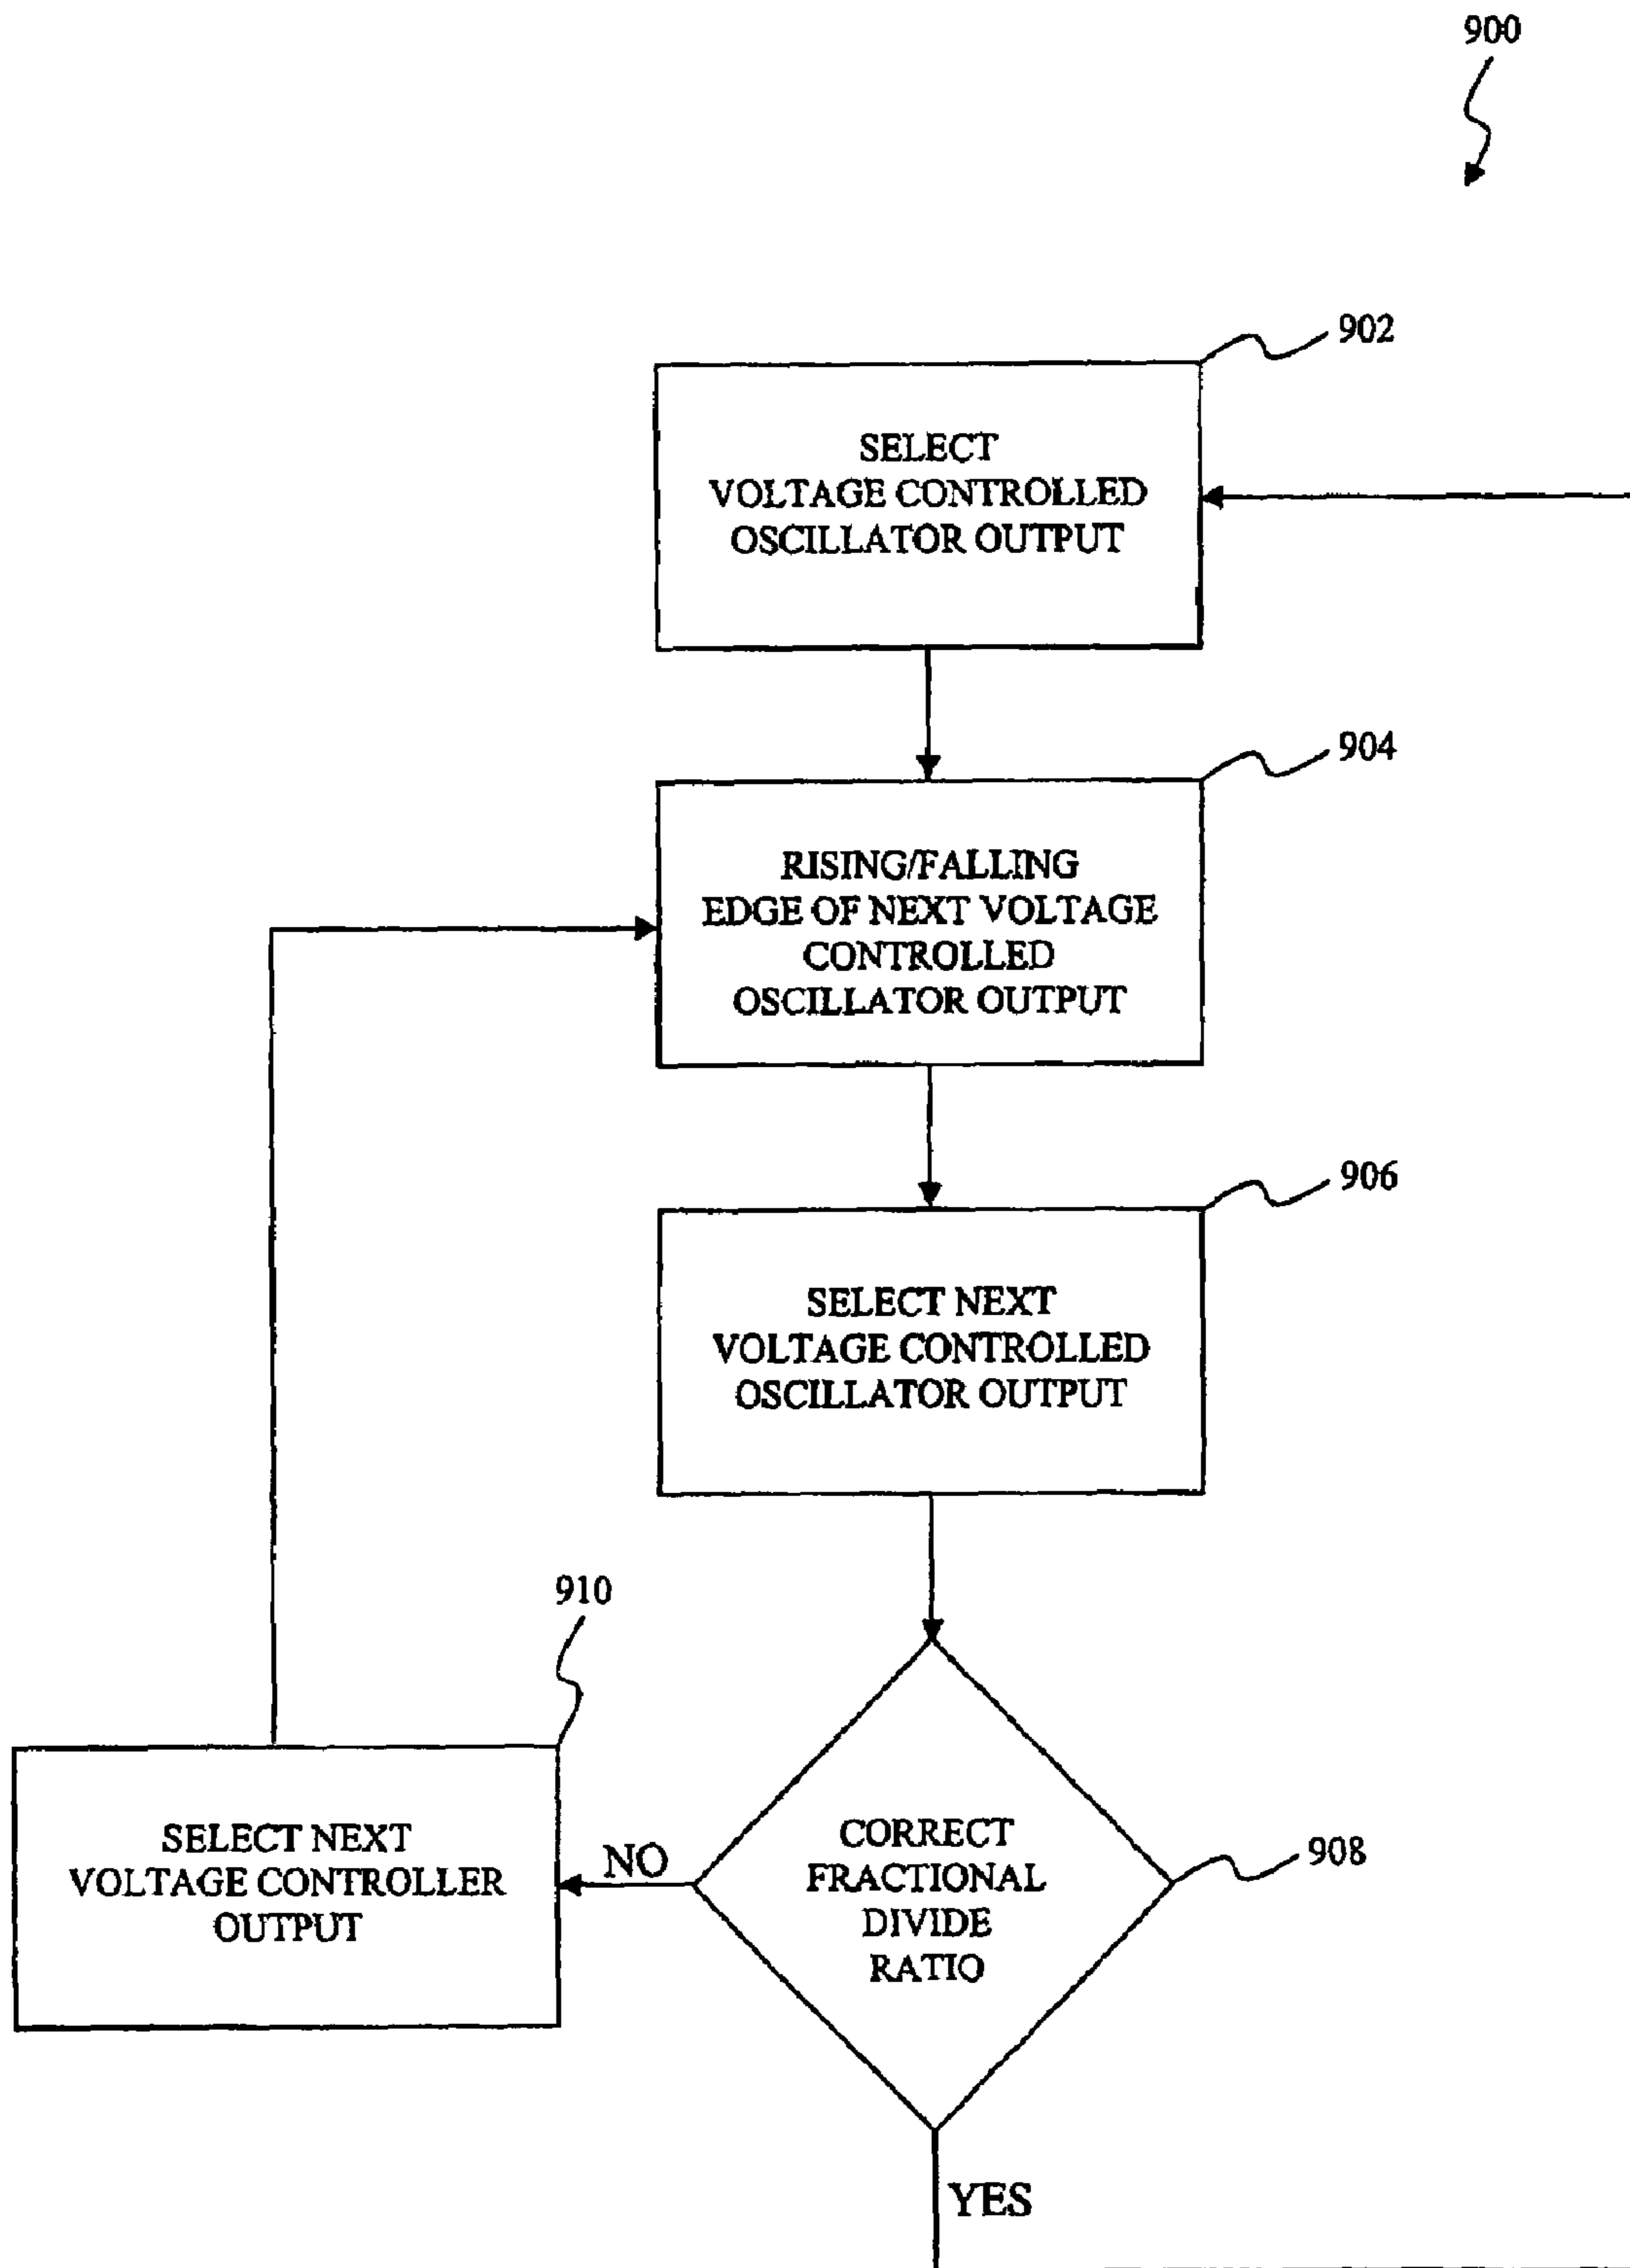 900
902
SELECT
VOLTAGE CONTROLLED
OSCILLATOR OUTPUT
904
RISING/FALLING
EDGE OF NEXT VOLTAGE
CONTROLLED
OSCILLATOR OUTPUT
906
SELECT NEXT
VOLTAGE CONTROLLED
OSCILLATOR OUTPUT
910
SELECT NEXT
VOLTAGE CONTROLLER
OUTPUT
NO
CORRECT
FRACTIONAL
DIVIDE
RATIO
908
YES